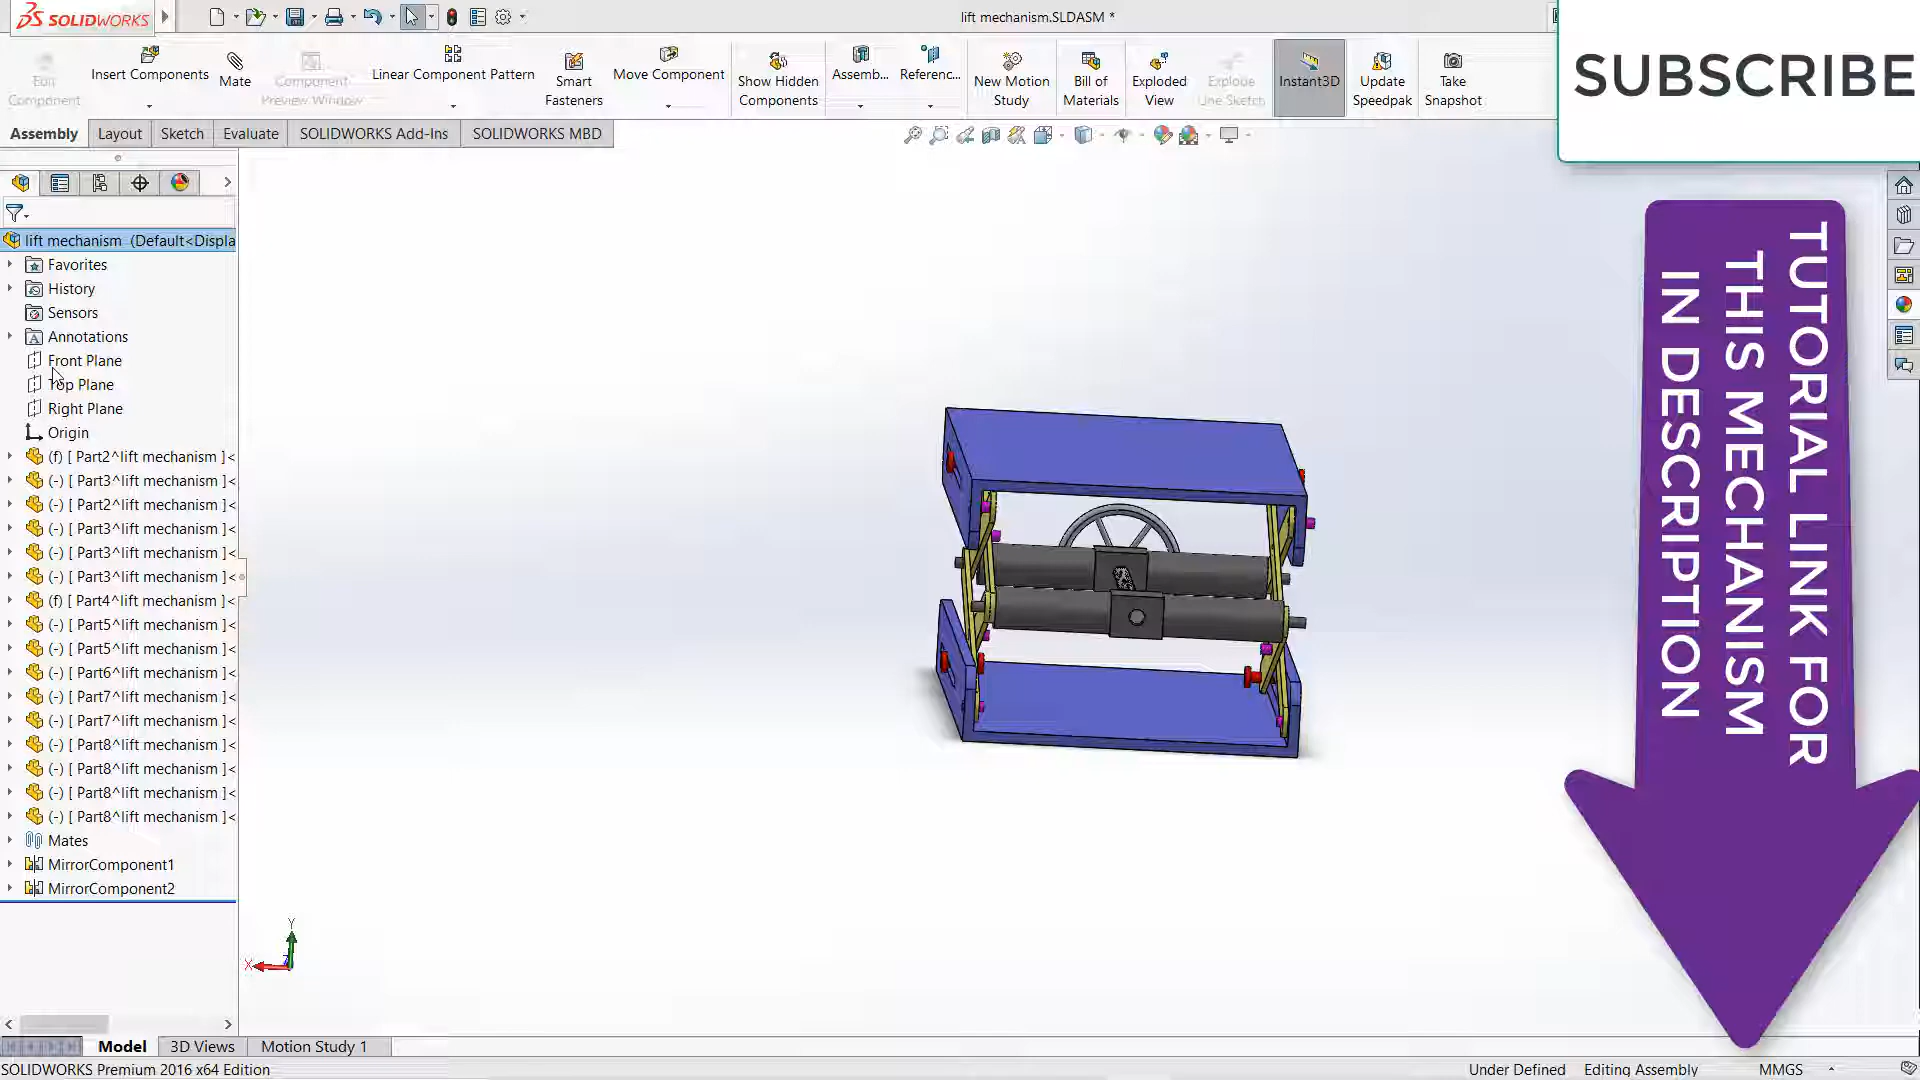 SOLIDWORKS
lift mechanism.SLDASM *
Edit Component
Insert Components
Mate
Component Preview Window
Linear Component Pattern
Smart Fasteners
Move Component
Show Hidden Components
Assemb...
Referenc...
New Motion Study
Bill of Materials
Exploded View
Explode Line Sketch
Instant3D
Update Speedpak
Take Snapshot
SUBSCRIBE
Assembly
Layout
Sketch
Evaluate
SOLIDWORKS Add-Ins
SOLIDWORKS MBD
lift mechanism (Default<Displa
Favorites
History
Sensors
Annotations
Front Plane
Top Plane
Right Plane
Origin
(f) [ Part2^lift mechanism ]<
(-) [ Part3^lift mechanism ]<
(-) [ Part2^lift mechanism ]<
(-) [ Part3^lift mechanism ]<
(-) [ Part3^lift mechanism ]<
(-) [ Part3^lift mechanism ]<
(f) [ Part4^lift mechanism ]<
(-) [ Part5^lift mechanism ]<
(-) [ Part5^lift mechanism ]<
(-) [ Part6^lift mechanism ]<
(-) [ Part7^lift mechanism ]<
(-) [ Part7^lift mechanism ]<
(-) [ Part8^lift mechanism ]<
(-) [ Part8^lift mechanism ]<
(-) [ Part8^lift mechanism ]<
(-) [ Part8^lift mechanism ]<
Mates
MirrorComponent1
MirrorComponent2
TUTORIAL LINK FOR
THIS MECHANISM
IN DESCRIPTION
Y
X
Model
3D Views
Motion Study 1
SOLIDWORKS Premium 2016 x64 Edition
Under Defined
Editing Assembly
MMGS